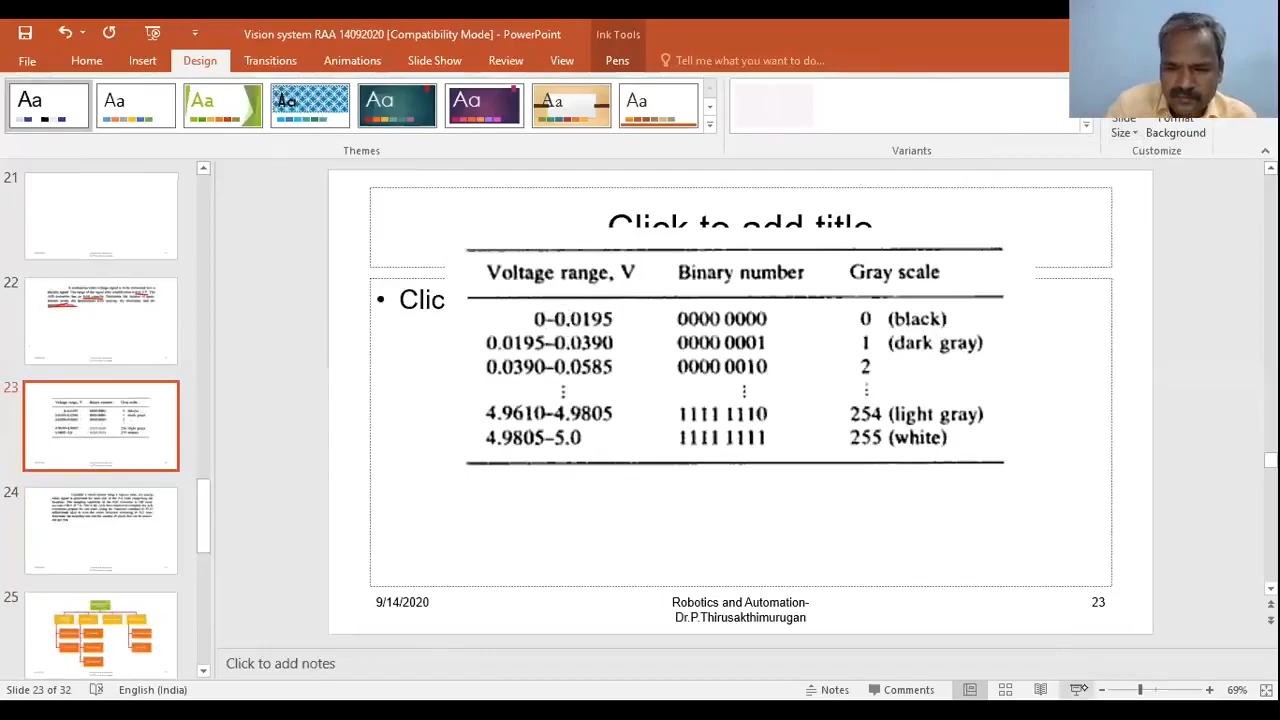 Vision system RAA 14092020 [Compatibility Mode] - PowerPoint
Ink Tools
File
Home
Insert
Design
Transitions
Animations
Slide Show
Review
View
Pens
Tell me what you want to do...
Aa
Aa
Aa
Aa
Aa
Aa
Aa
Aa
Size
Background
Themes
Variants
Customize
21
22
23
24
25
Click to add title
• Clic
Voltage range, V Binary number Gray scale
0–0.0195 0000 0000 0 (black)
0.0195–0.0390 0000 0001 1 (dark gray)
0.0390–0.0585 0000 0010 2
⋮ ⋮ ⋮
4.9610–4.9805 1111 1110 254 (light gray)
4.9805–5.0 1111 1111 255 (white)
9/14/2020
Robotics and Automation-
Dr.P.Thirusakthimurugan
23
Click to add notes
Slide 23 of 32
English (India)
Notes
Comments
69%